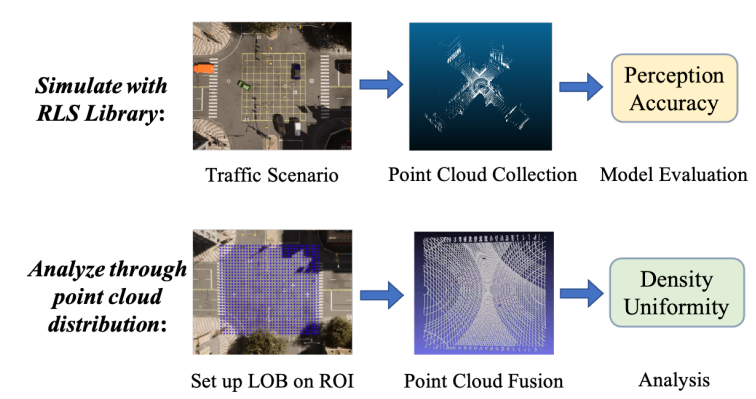 Simulate with
RLS Library:
Perception
Accuracy
Traffic Scenario
Point Cloud Collection
Model Evaluation
Analyze through
point cloud
distribution:
Density
Uniformity
Set up LOB on ROI
Point Cloud Fusion
Analysis